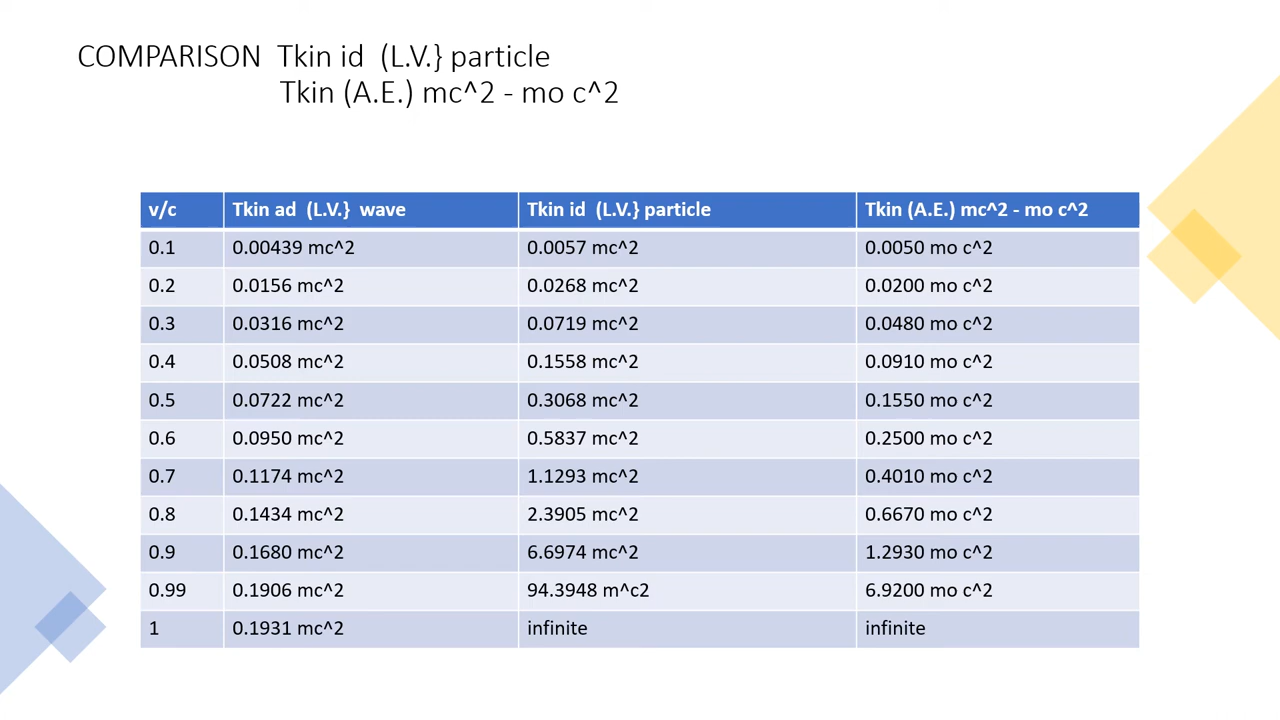 COMPARISON Tkin id (L.V.} particle
Tkin (A.E.) mc^2 - mo c^2
v/c Tkin ad (L.V.} wave Tkin id (L.V.} particle Tkin (A.E.) mc^2 - mo c^2
0.1 0.00439 mc^2 0.0057 mc^2 0.0050 mo c^2
0.2 0.0156 mc^2 0.0268 mc^2 0.0200 mo c^2
0.3 0.0316 mc^2 0.0719 mc^2 0.0480 mo c^2
0.4 0.0508 mc^2 0.1558 mc^2 0.0910 mo c^2
0.5 0.0722 mc^2 0.3068 mc^2 0.1550 mo c^2
0.6 0.0950 mc^2 0.5837 mc^2 0.2500 mo c^2
0.7 0.1174 mc^2 1.1293 mc^2 0.4010 mo c^2
0.8 0.1434 mc^2 2.3905 mc^2 0.6670 mo c^2
0.9 0.1680 mc^2 6.6974 mc^2 1.2930 mo c^2
0.99 0.1906 mc^2 94.3948 m^c2 6.9200 mo c^2
1 0.1931 mc^2 infinite infinite